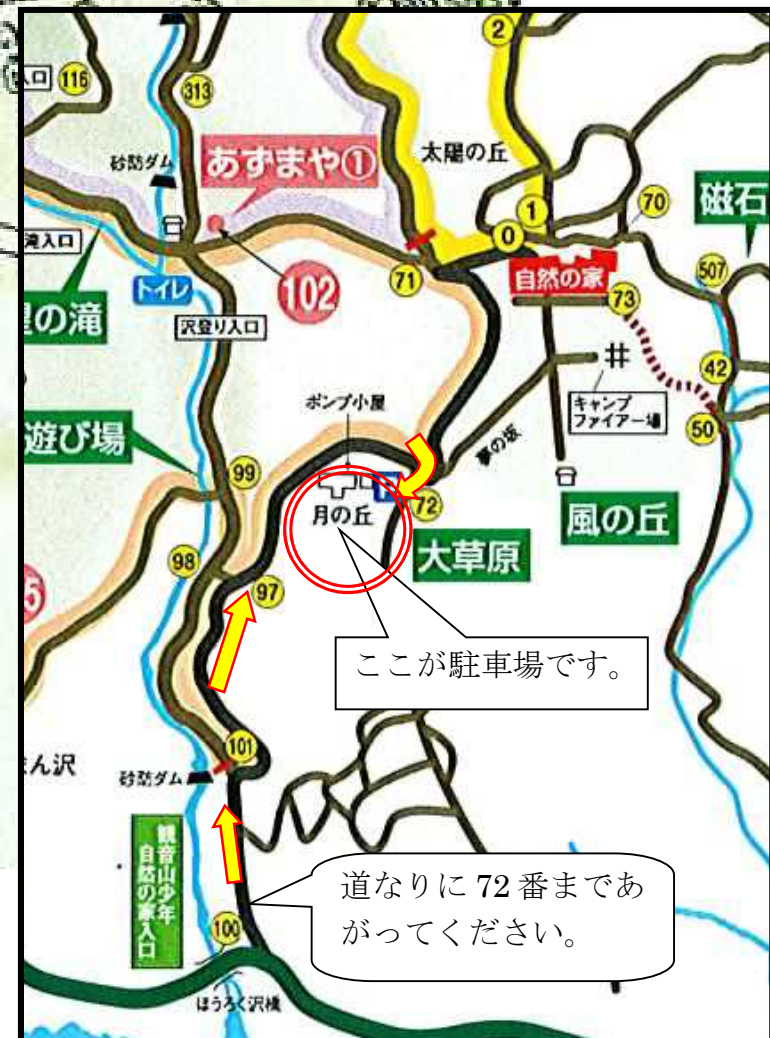 2
入口
116
313
砂防ダム
あずまや①
太陽の丘
1
0
70
磁石
滝入口
71
自然の家
507
トイレ
102
73
の滝
沢登り入口
42
ポンプ小屋
キャンプ
ファイアー場
50
遊び場
夢の坂
99
P
72
月の丘
大草原
風の丘
98
97
5
ここが駐車場です。
101
ん沢
砂防ダム
観音山少年
自然の家入口
道なりに 72 番まであ
がってください。
100
ほうろく沢橋